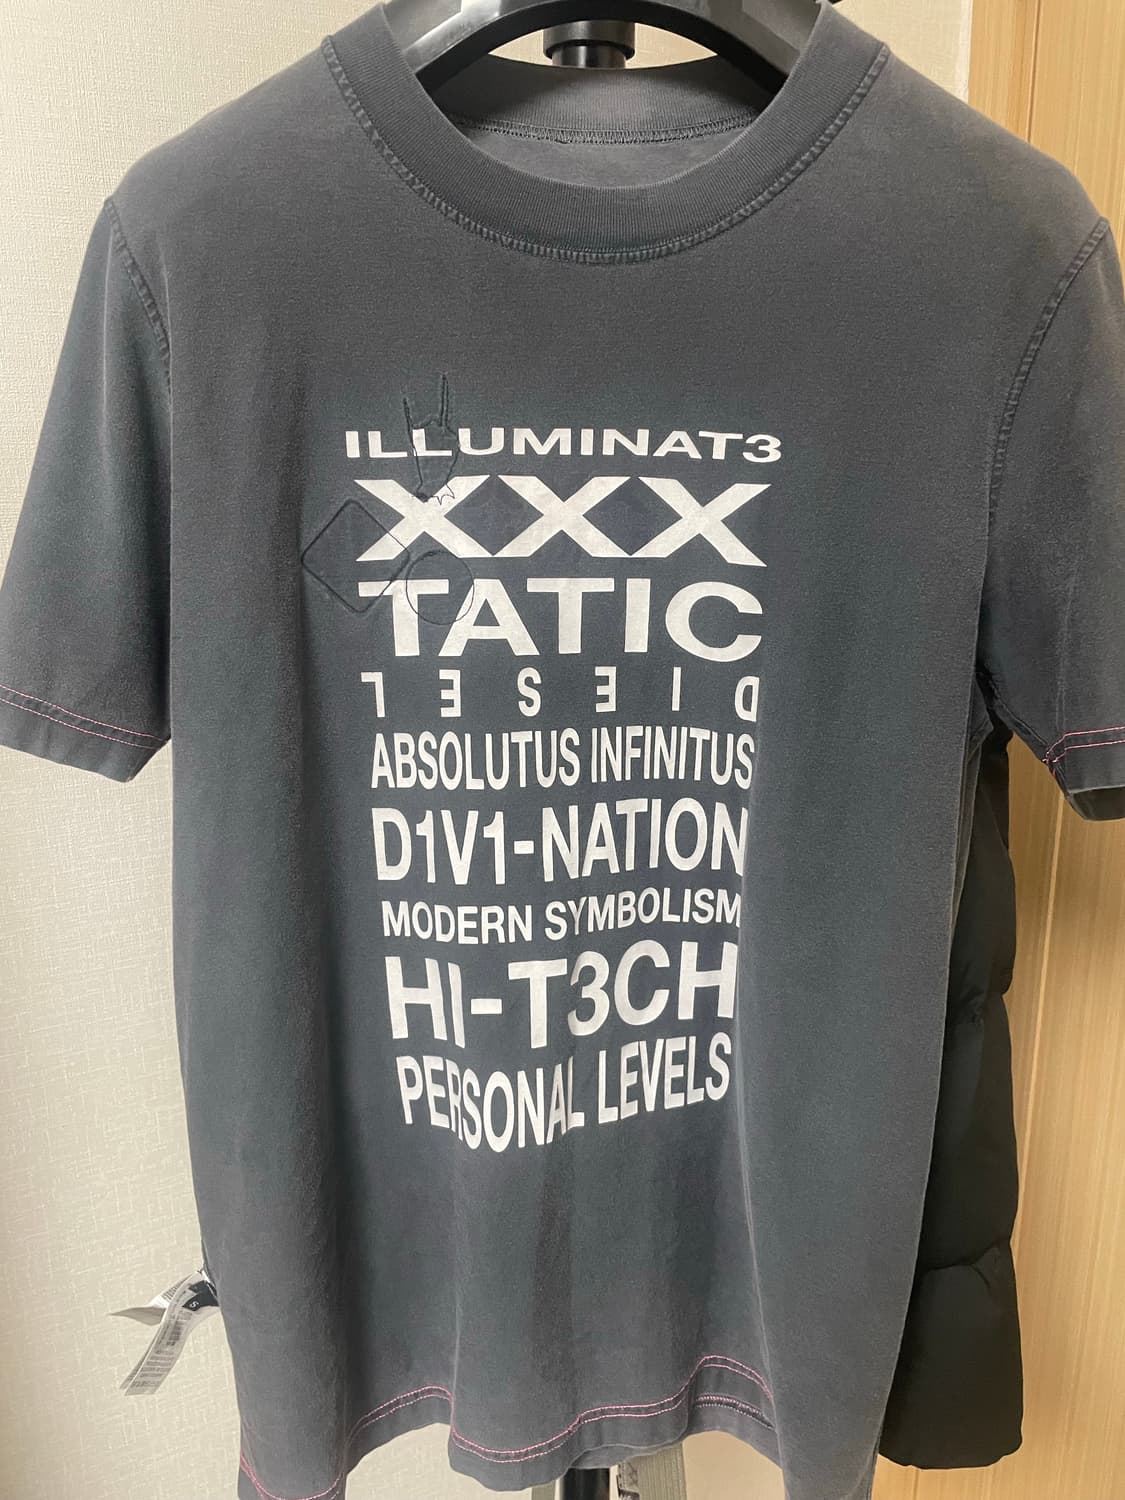 ILLUMINAT3
XXX
TATIC
DIESEL
ABSOLUTUS INFINITUS
D1V1-NATION
MODERN SYMBOLISM
HI-T3CH
PERSONAL LEVELS
S